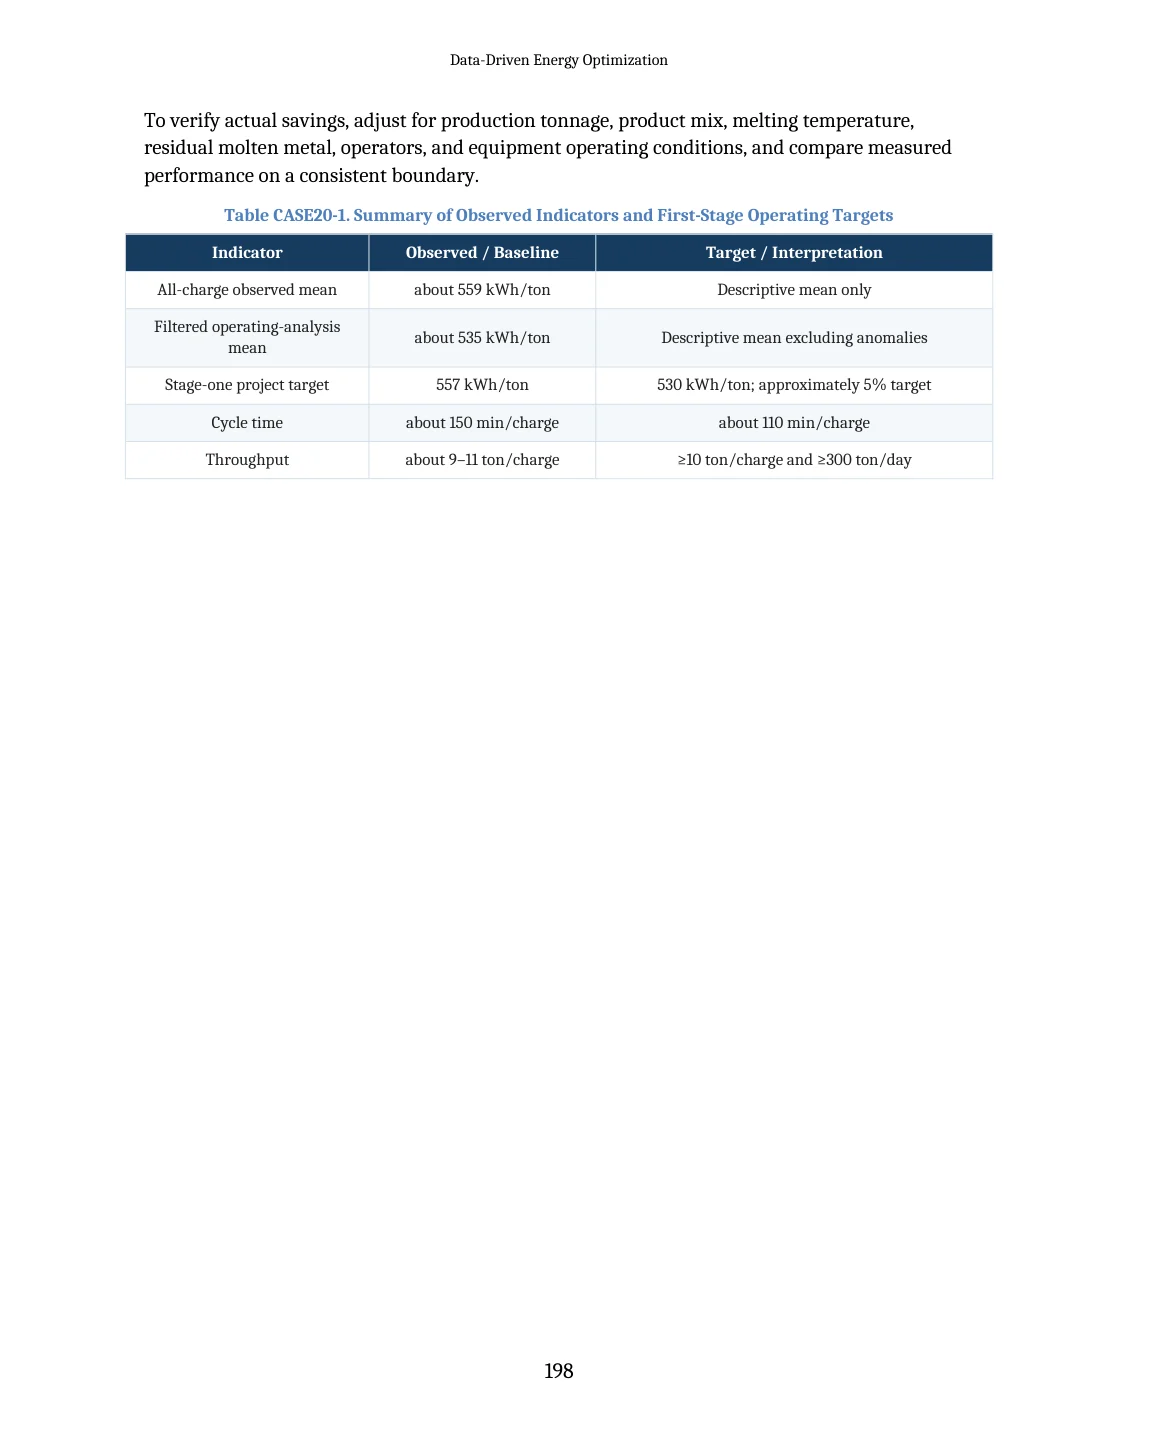 Data-Driven Energy Optimization
To verify actual savings, adjust for production tonnage, product mix, melting temperature,
residual molten metal, operators, and equipment operating conditions, and compare measured
performance on a consistent boundary.
Table CASE20-1. Summary of Observed Indicators and First-Stage Operating Targets
Indicator Observed / Baseline Target / Interpretation
All-charge observed mean about 559 kWh/ton Descriptive mean only
Filtered operating-analysis
mean about 535 kWh/ton Descriptive mean excluding anomalies
Stage-one project target 557 kWh/ton 530 kWh/ton; approximately 5% target
Cycle time about 150 min/charge about 110 min/charge
Throughput about 9–11 ton/charge ≥10 ton/charge and ≥300 ton/day
198